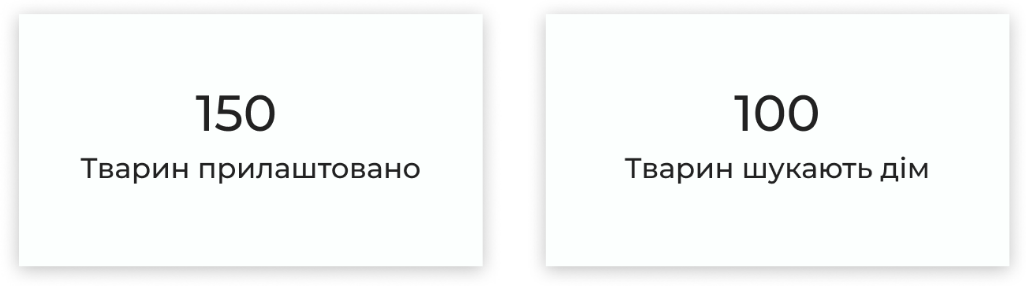 150
Тварин прилаштовано
100
Тварин шукають дім